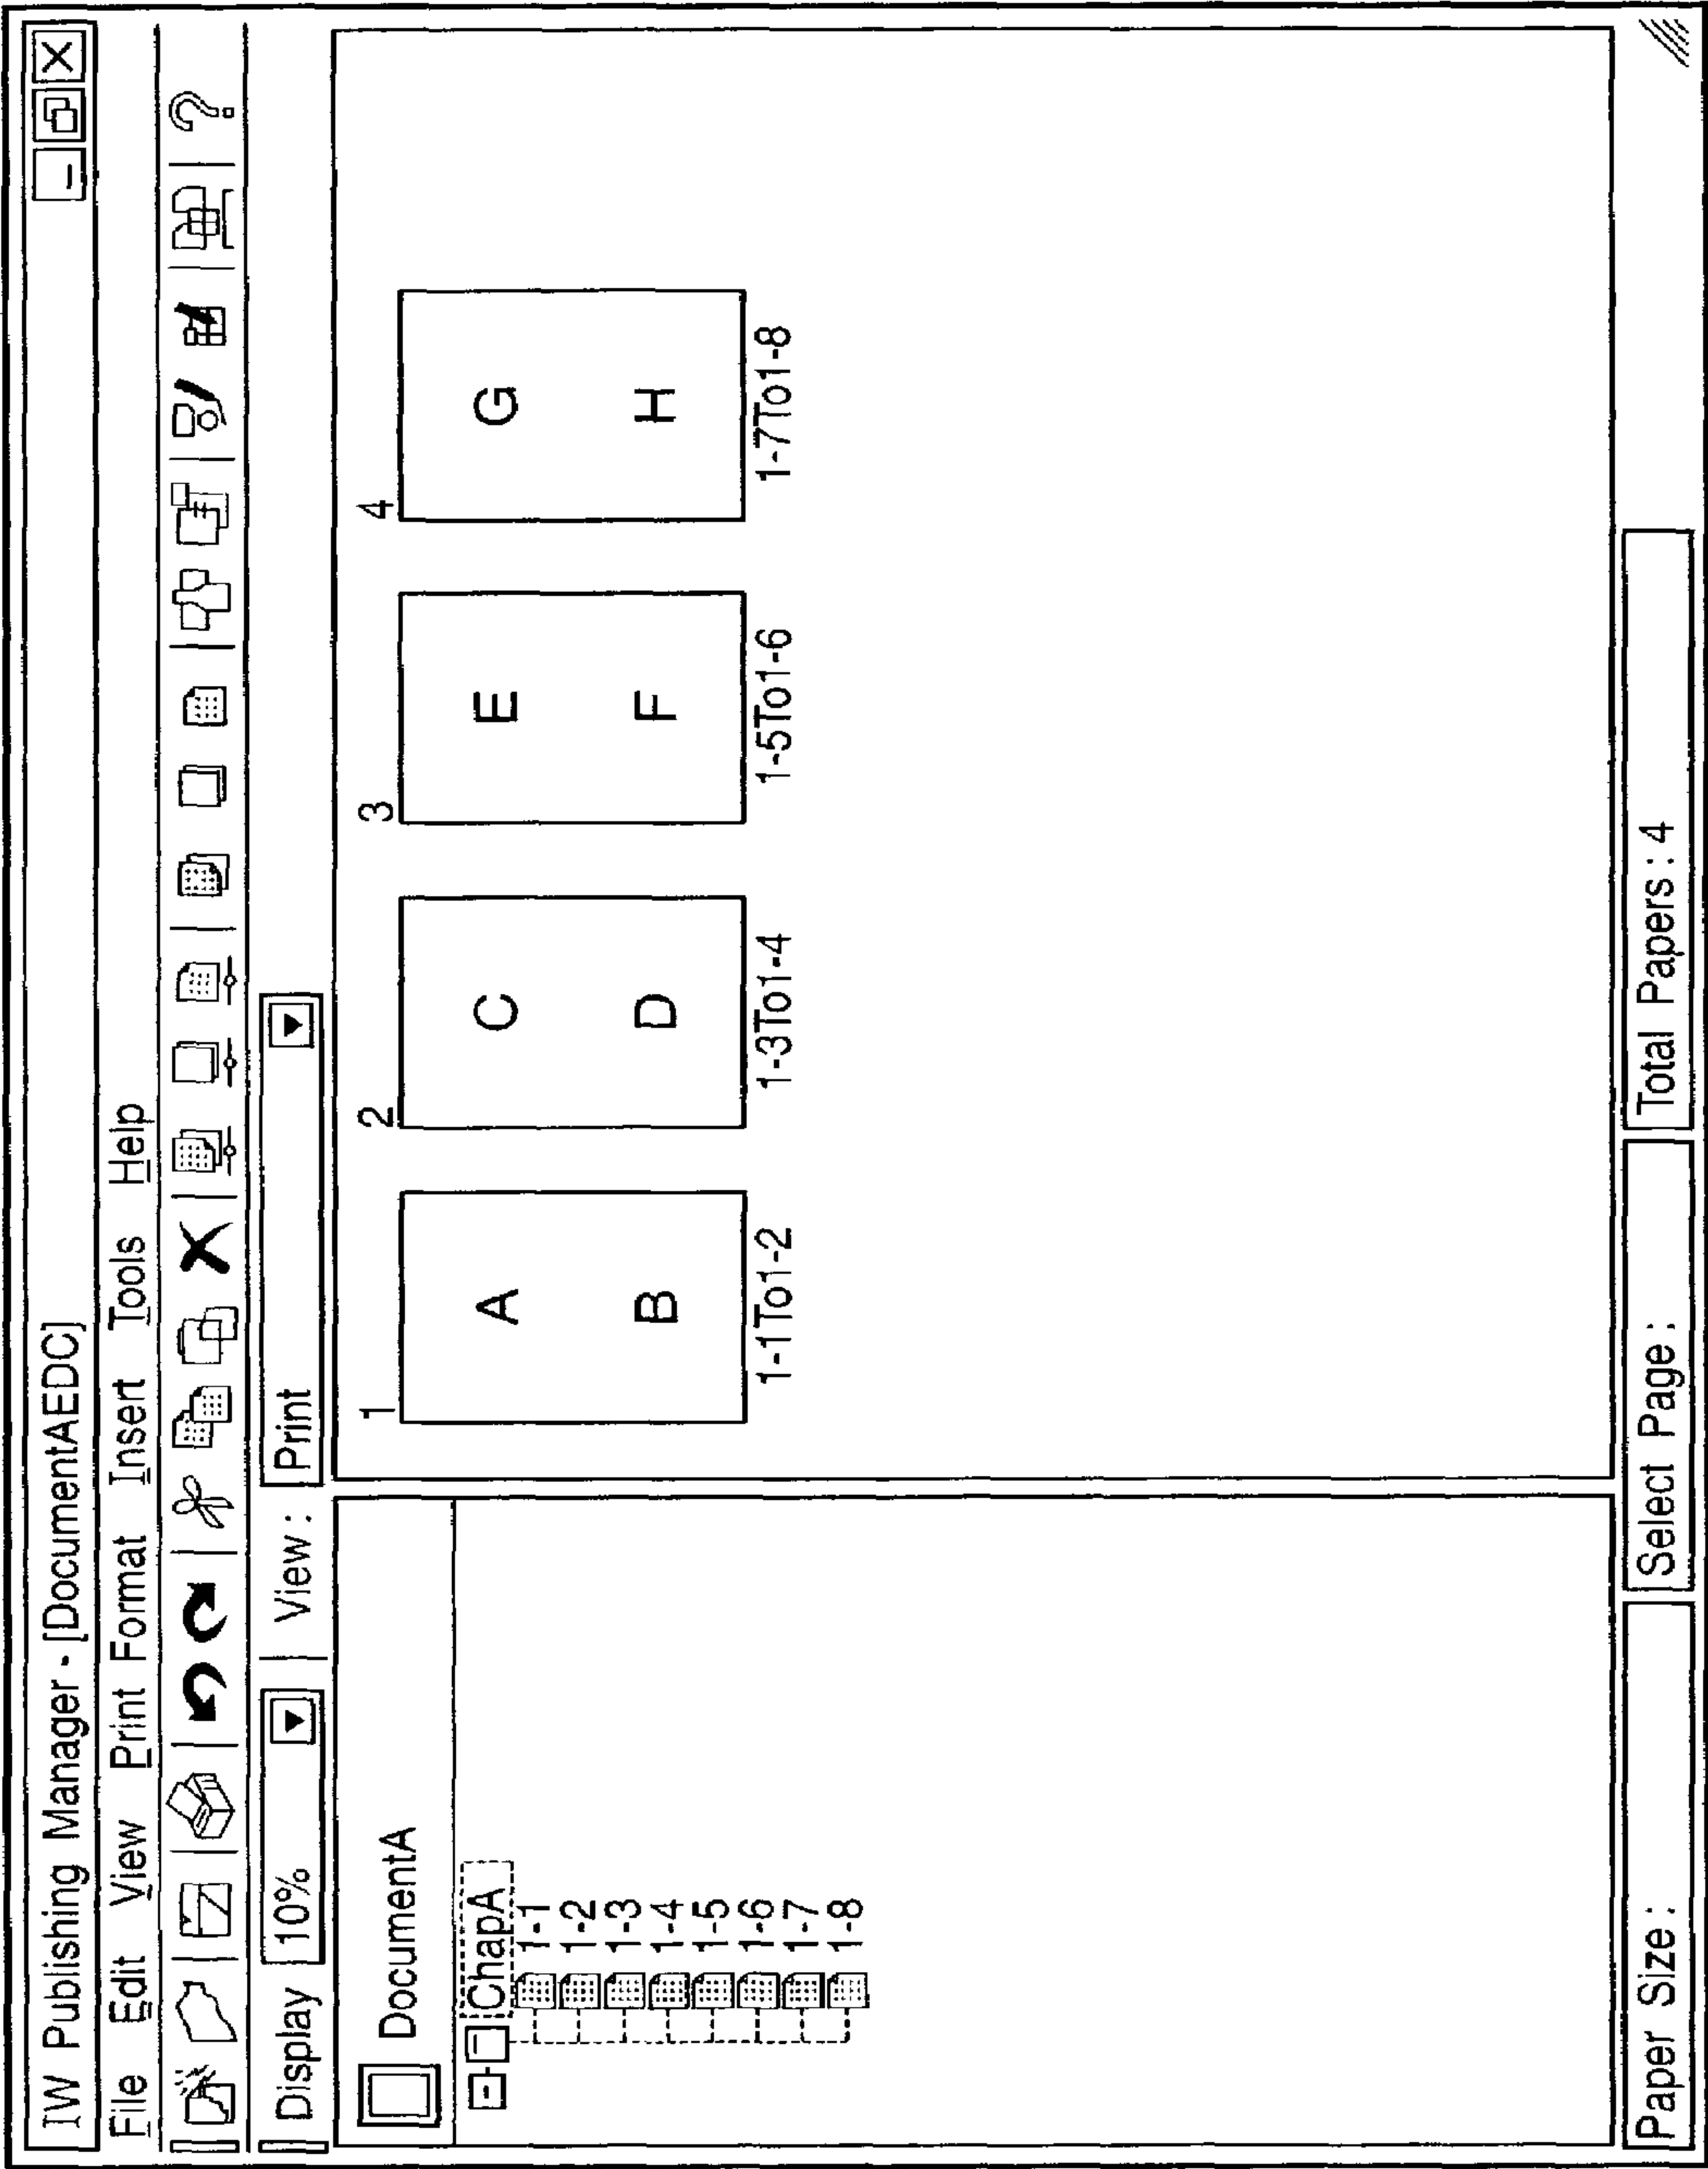 IW Publishing Manager - [DocumentAEDC]
File Edit View Print Format Insert Tools Help
Display 10% View : Print
DocumentA
ChapA
1-1
1-2
1-3
1-4
1-5
1-6
1-7
1-8
1 2 3 4
A C E G
B D F H
1-1To1-2 1-3To1-4 1-5To1-6 1-7To1-8
Paper Size : Select Page : Total Papers : 4